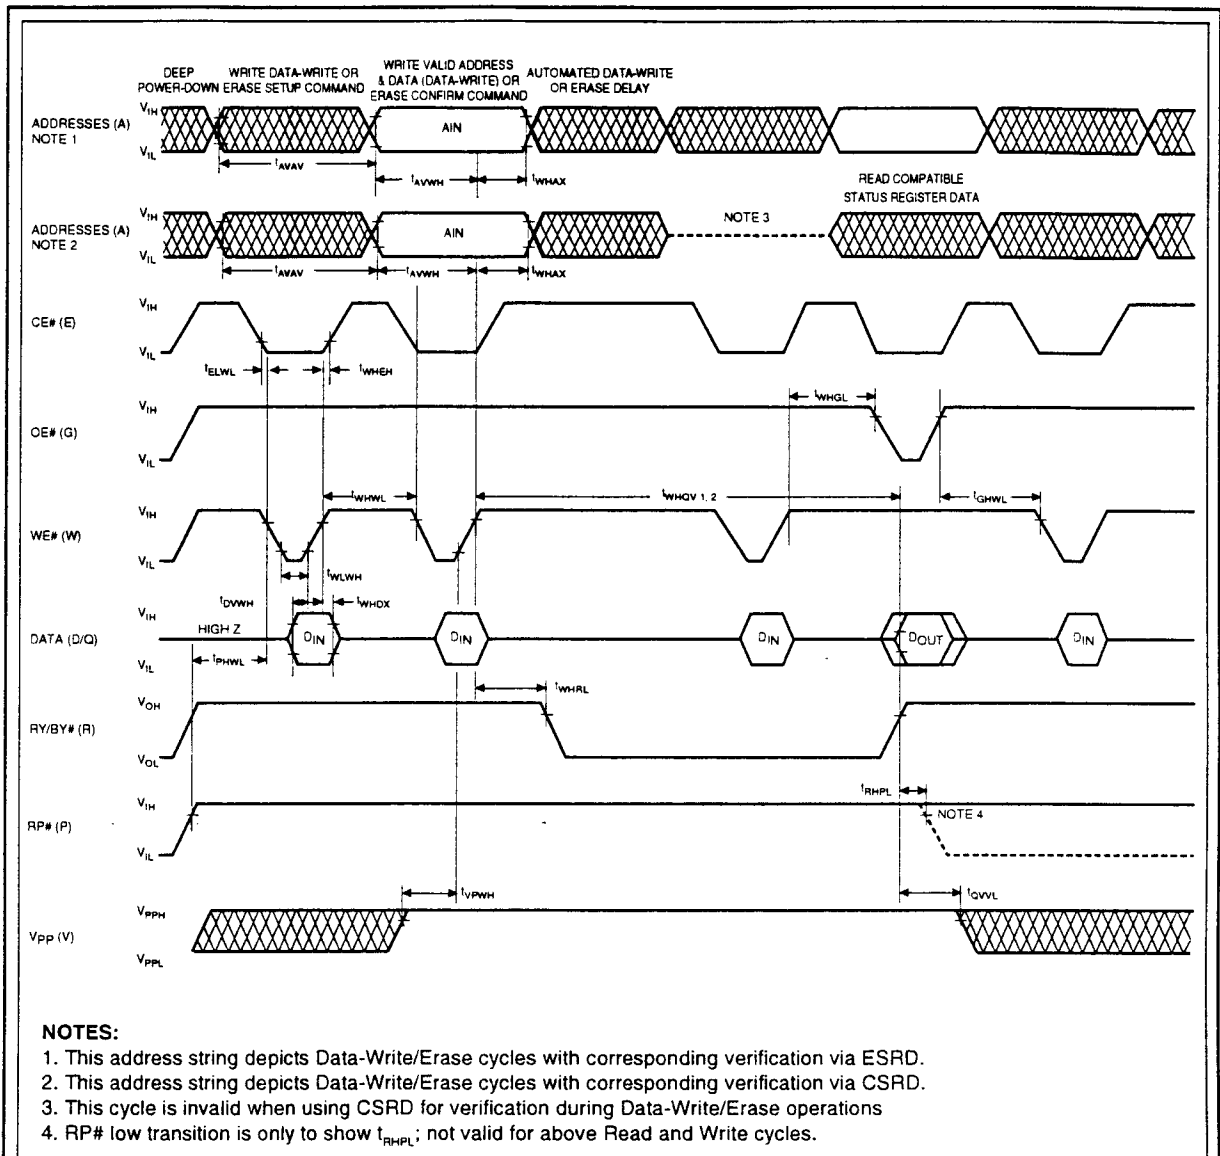 DEEP
POWER-DOWN
WRITE DATA-WRITE OR
ERASE SETUP COMMAND
WRITE VALID ADDRESS
& DATA (DATA-WRITE) OR
ERASE CONFIRM COMMAND
AUTOMATED DATA-WRITE
OR ERASE DELAY
ADDRESSES (A)
NOTE 1
VIH
VIL
AIN
tAVAV
tAVWH
tWHAX
READ COMPATIBLE
STATUS REGISTER DATA
ADDRESSES (A)
NOTE 2
VIH
VIL
AIN
NOTE 3
tAVAV
tAVWH
tWHAX
CE# (E)
VIH
VIL
tELWL
tWHEH
OE# (G)
VIH
VIL
tWHGL
tWHWL
tWHQV 1, 2
tGHWL
WE# (W)
VIH
VIL
tWLWH
tDVWH
tWHDX
DATA (D/Q)
VIH
VIL
HIGH Z
DIN
DIN
DIN
DOUT
DIN
tPHWL
tWHRL
RY/BY# (R)
VOH
VOL
tRHPL
RP# (P)
VIH
VIL
NOTE 4
tVPWH
tQVVL
VPP (V)
VPPH
VPPL
NOTES:
1. This address string depicts Data-Write/Erase cycles with corresponding verification via ESRD.
2. This address string depicts Data-Write/Erase cycles with corresponding verification via CSRD.
3. This cycle is invalid when using CSRD for verification during Data-Write/Erase operations
4. RP# low transition is only to show tRHPL; not valid for above Read and Write cycles.